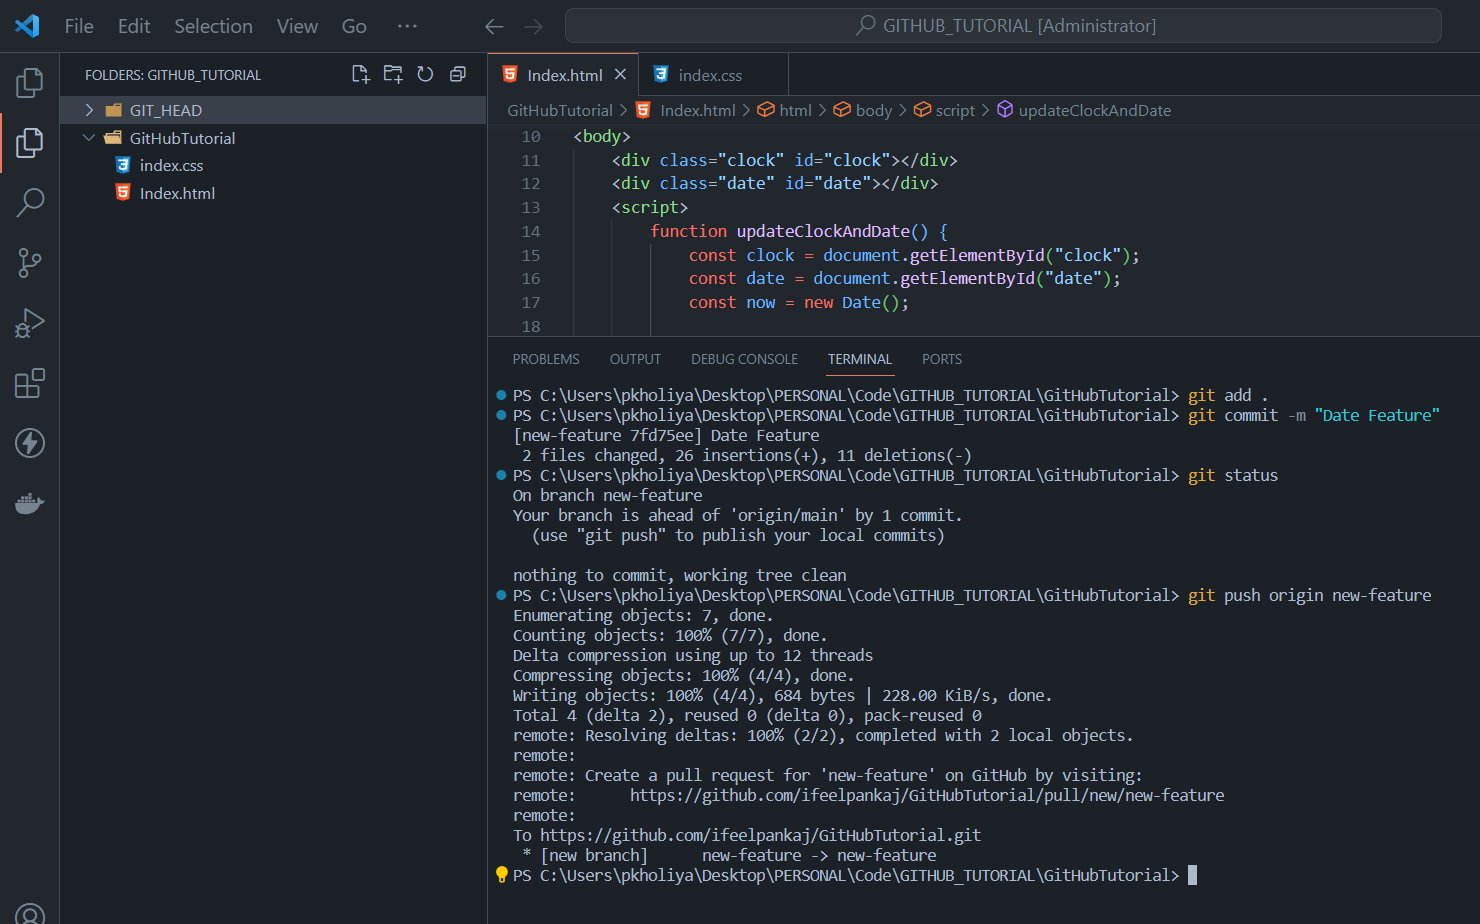 File Edit Selection View Go ··· GITHUB_TUTORIAL [Administrator]
FOLDERS: GITHUB_TUTORIAL
GIT_HEAD
GitHubTutorial
index.css
Index.html
Index.html index.css
GitHubTutorial > Index.html > html > body > script > updateClockAndDate
10 <body>
11 <div class="clock" id="clock"></div>
12 <div class="date" id="date"></div>
13 <script>
14 function updateClockAndDate() {
15 const clock = document.getElementById("clock");
16 const date = document.getElementById("date");
17 const now = new Date();
18
PROBLEMS OUTPUT DEBUG CONSOLE TERMINAL PORTS
PS C:\Users\pkholiya\Desktop\PERSONAL\Code\GITHUB_TUTORIAL\GitHubTutorial> git add .
PS C:\Users\pkholiya\Desktop\PERSONAL\Code\GITHUB_TUTORIAL\GitHubTutorial> git commit -m "Date Feature"
[new-feature 7fd75ee] Date Feature
2 files changed, 26 insertions(+), 11 deletions(-)
PS C:\Users\pkholiya\Desktop\PERSONAL\Code\GITHUB_TUTORIAL\GitHubTutorial> git status
On branch new-feature
Your branch is ahead of 'origin/main' by 1 commit.
(use "git push" to publish your local commits)
nothing to commit, working tree clean
PS C:\Users\pkholiya\Desktop\PERSONAL\Code\GITHUB_TUTORIAL\GitHubTutorial> git push origin new-feature
Enumerating objects: 7, done.
Counting objects: 100% (7/7), done.
Delta compression using up to 12 threads
Compressing objects: 100% (4/4), done.
Writing objects: 100% (4/4), 684 bytes | 228.00 KiB/s, done.
Total 4 (delta 2), reused 0 (delta 0), pack-reused 0
remote: Resolving deltas: 100% (2/2), completed with 2 local objects.
remote:
remote: Create a pull request for 'new-feature' on GitHub by visiting:
remote: https://github.com/ifeelpankaj/GitHubTutorial/pull/new/new-feature
remote:
To https://github.com/ifeelpankaj/GitHubTutorial.git
* [new branch] new-feature -> new-feature
PS C:\Users\pkholiya\Desktop\PERSONAL\Code\GITHUB_TUTORIAL\GitHubTutorial>